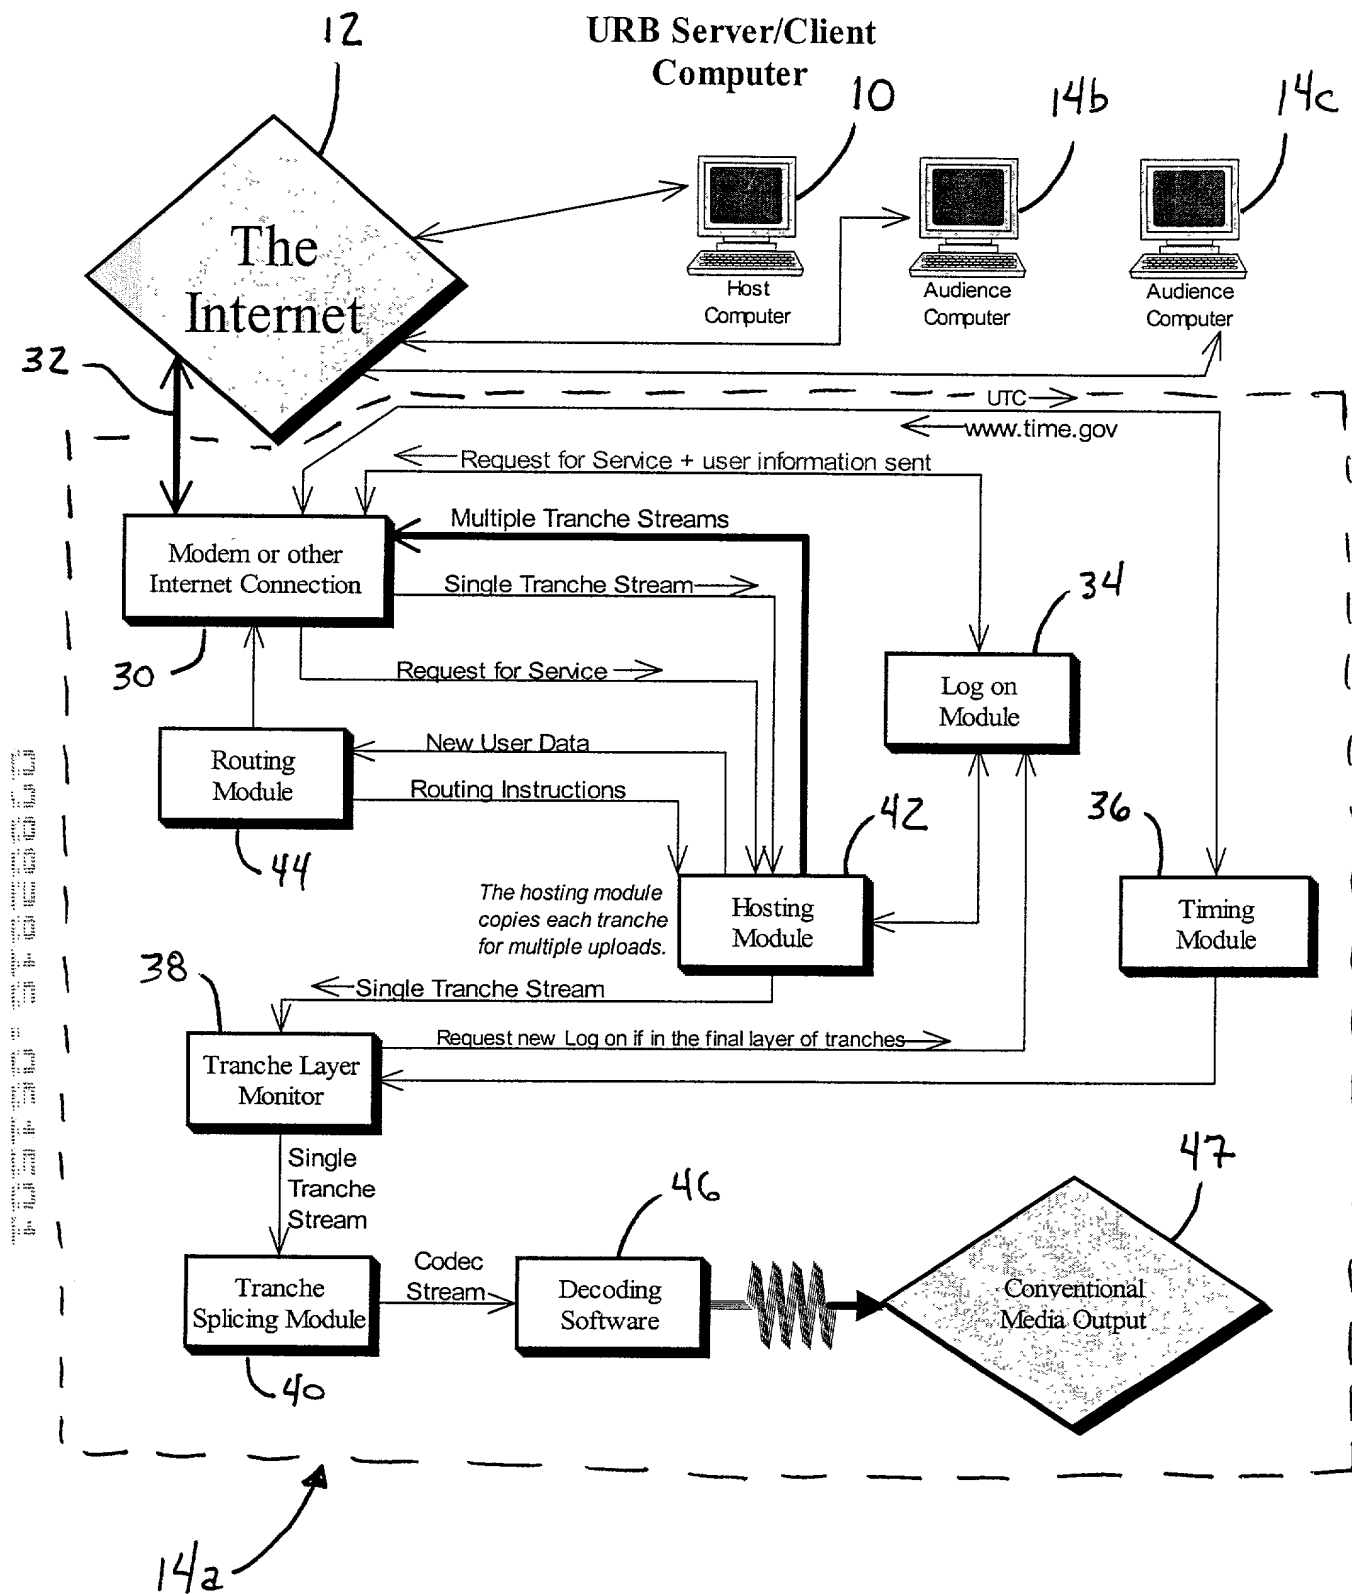 12
URB Server/Client
Computer
10
14b
14c
The
Internet
Host
Computer
Audience
Computer
Audience
Computer
32
UTC
www.time.gov
Request for Service + user information sent
Multiple Tranche Streams
Modem or other
Internet Connection
Single Tranche Stream
34
30
Request for Service
Log on
Module
New User Data
Routing
Module
Routing Instructions
42
36
44
The hosting module
copies each tranche
for multiple uploads.
Hosting
Module
Timing
Module
38
Single Tranche Stream
Request new Log on if in the final layer of tranches
Tranche Layer
Monitor
Single
Tranche
Stream
46
47
Codec
Stream
Tranche
Splicing Module
Decoding
Software
Conventional
Media Output
40
14a